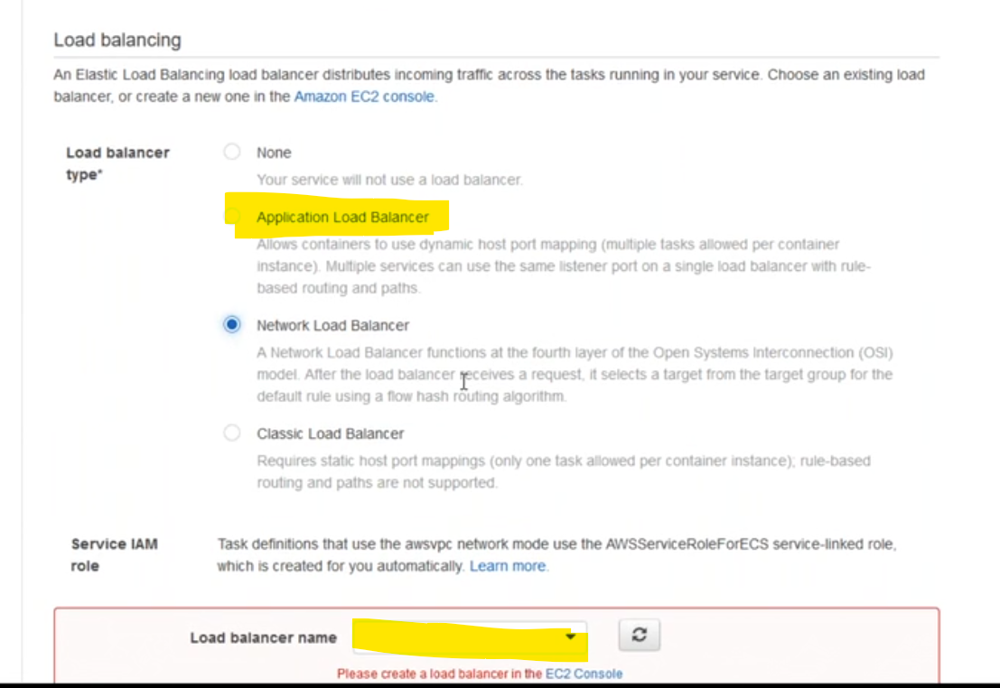 Load balancing
An Elastic Load Balancing load balancer distributes incoming traffic across the tasks running in your service. Choose an existing load
balancer, or create a new one in the Amazon EC2 console.
Load balancer
type*
None
Your service will not use a load balancer.
Application Load Balancer
Allows containers to use dynamic host port mapping (multiple tasks allowed per container
instance). Multiple services can use the same listener port on a single load balancer with rule-
based routing and paths.
Network Load Balancer
A Network Load Balancer functions at the fourth layer of the Open Systems Interconnection (OSI)
model. After the load balancer receives a request, it selects a target from the target group for the
default rule using a flow hash routing algorithm.
Classic Load Balancer
Requires static host port mappings (only one task allowed per container instance); rule-based
routing and paths are not supported.
Service IAM
role
Task definitions that use the awsvpc network mode use the AWSServiceRoleForECS service-linked role,
which is created for you automatically. Learn more.
Load balancer name
Please create a load balancer in the EC2 Console